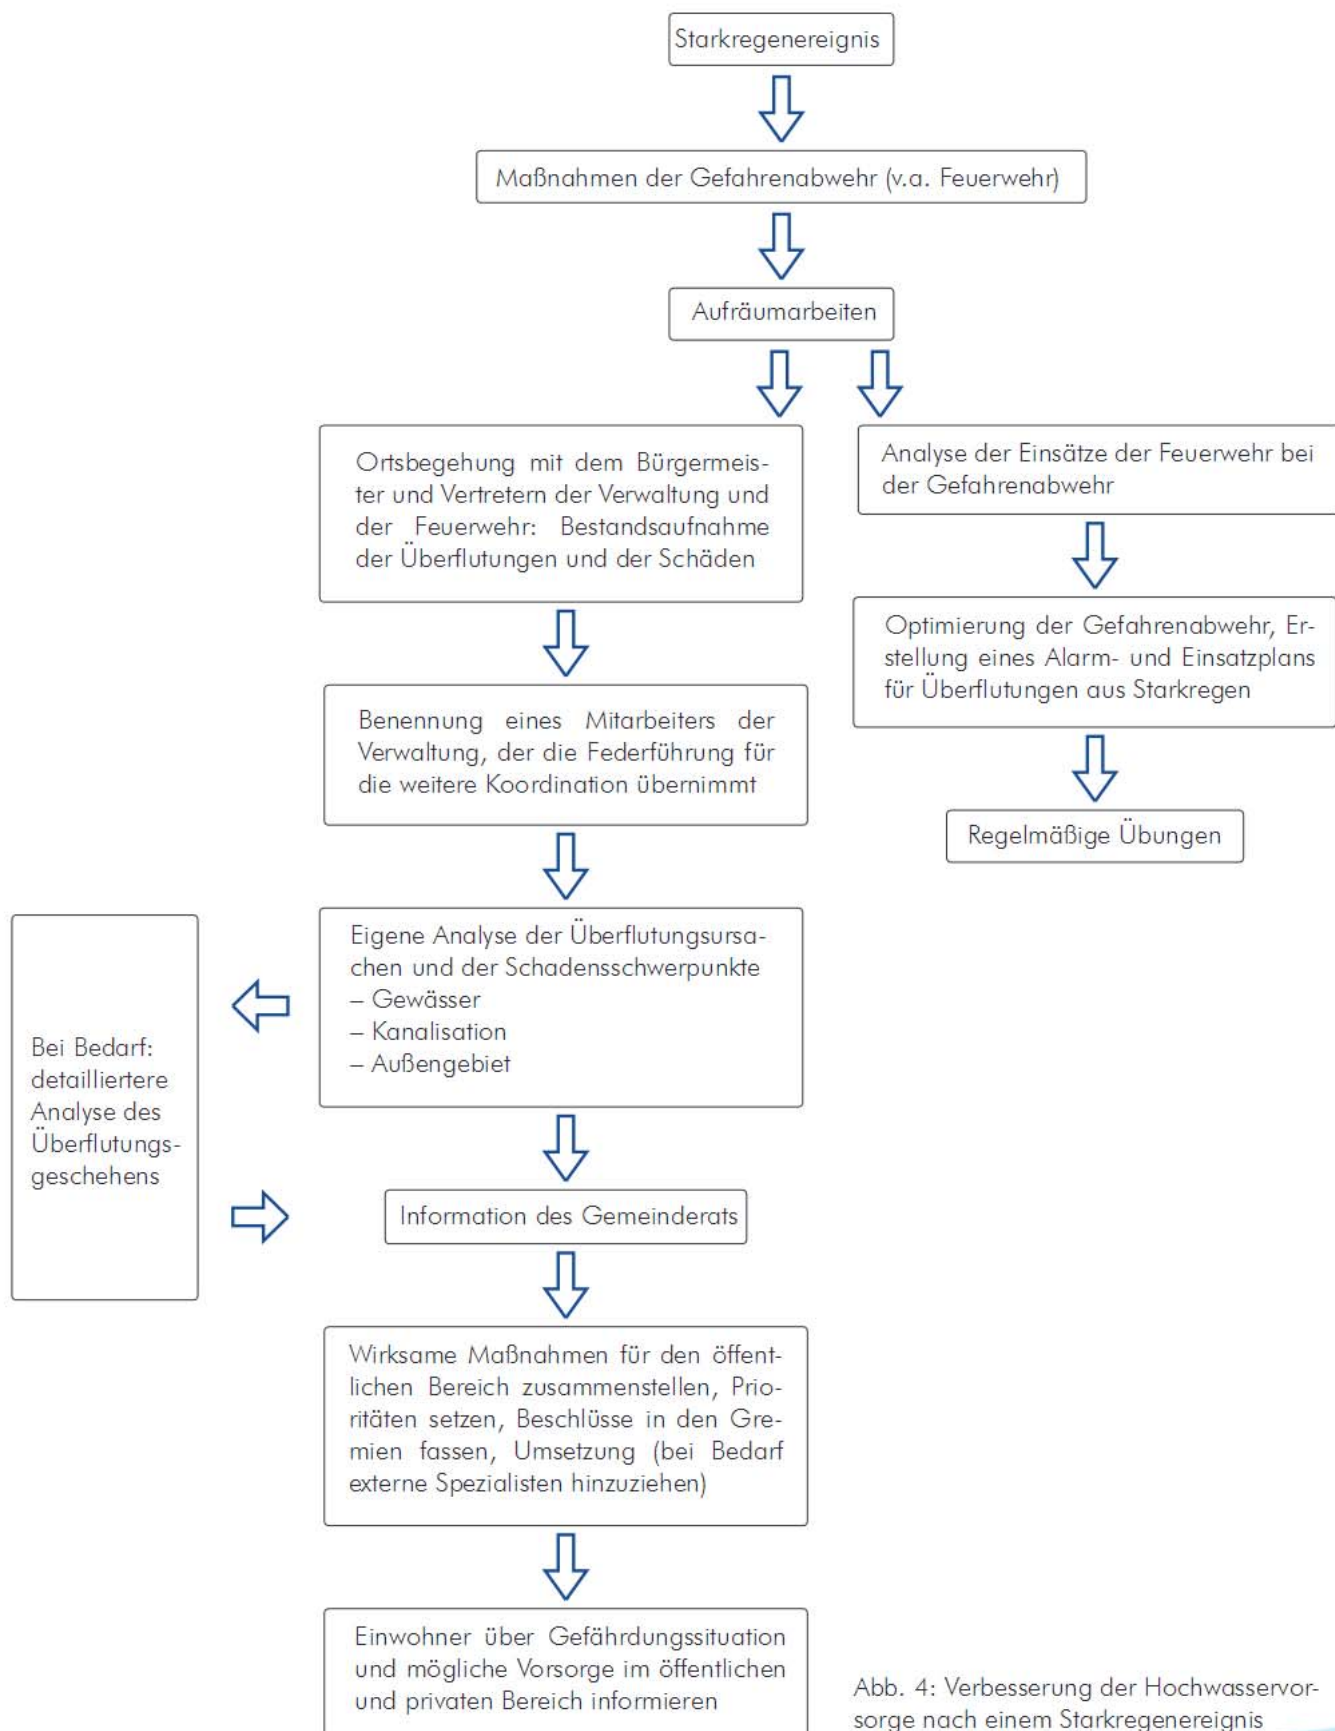 Starkregenereignis
Maßnahmen der Gefahrenabwehr (v.a. Feuerwehr)
Aufräumarbeiten
Ortsbegehung mit dem Bürgermeis-
ter und Vertretern der Verwaltung und
der Feuerwehr: Bestandsaufnahme
der Überflutungen und der Schäden
Analyse der Einsätze der Feuerwehr bei
der Gefahrenabwehr
Optimierung der Gefahrenabwehr, Er-
stellung eines Alarm- und Einsatzplans
für Überflutungen aus Starkregen
Benennung eines Mitarbeiters der
Verwaltung, der die Federführung für
die weitere Koordination übernimmt
Regelmäßige Übungen
Eigene Analyse der Überflutungsursa-
chen und der Schadensschwerpunkte
– Gewässer
– Kanalisation
– Außengebiet
Bei Bedarf:
detailliertere
Analyse des
Überflutungs-
geschehens
Information des Gemeinderats
Wirksame Maßnahmen für den öffent-
lichen Bereich zusammenstellen, Prio-
ritäten setzen, Beschlüsse in den Gre-
mien fassen, Umsetzung (bei Bedarf
externe Spezialisten hinzuziehen)
Einwohner über Gefährdungssituation
und mögliche Vorsorge im öffentlichen
und privaten Bereich informieren
Abb. 4: Verbesserung der Hochwasservor-
sorge nach einem Starkregenereignis